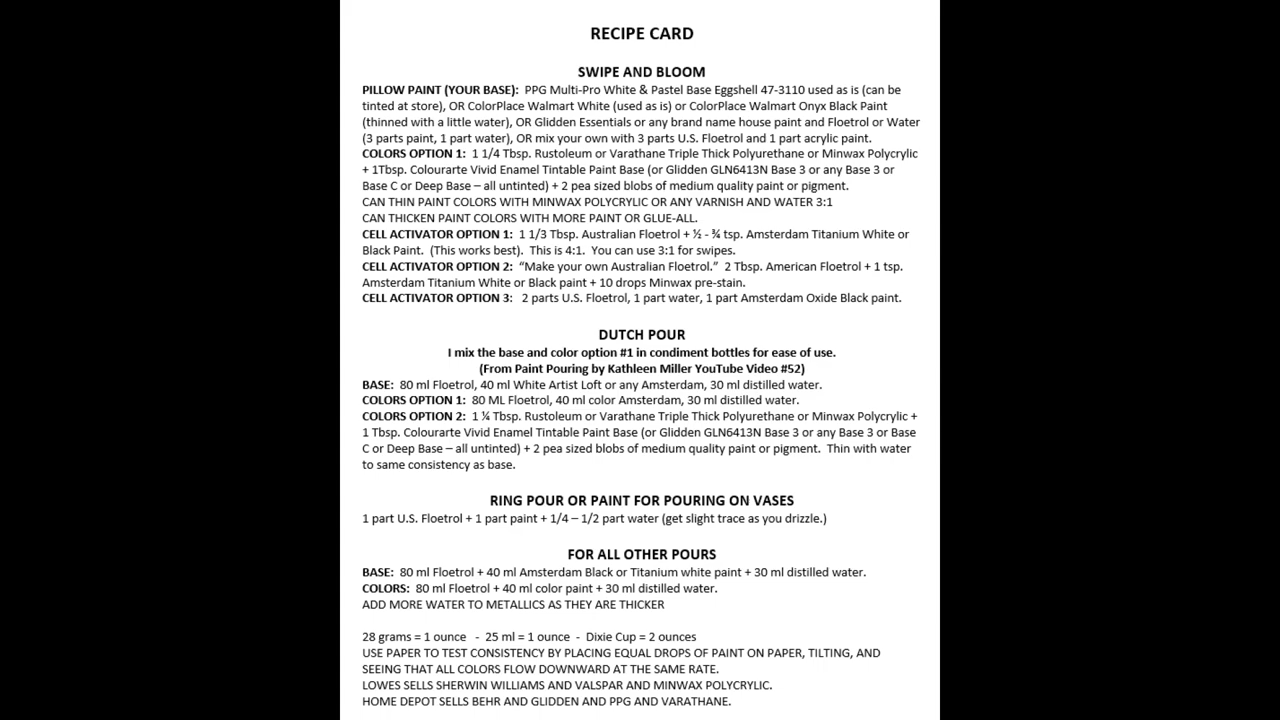 RECIPE CARD
SWIPE AND BLOOM
PILLOW PAINT (YOUR BASE): PPG Multi-Pro White & Pastel Base Eggshell 47-3110 used as is (can be
tinted at store), OR ColorPlace Walmart White (used as is) or ColorPlace Walmart Onyx Black Paint
(thinned with a little water), OR Glidden Essentials or any brand name house paint and Floetrol or Water
(3 parts paint, 1 part water), OR mix your own with 3 parts U.S. Floetrol and 1 part acrylic paint.
COLORS OPTION 1: 1 1/4 Tbsp. Rustoleum or Varathane Triple Thick Polyurethane or Minwax Polycrylic
+ 1Tbsp. Colourarte Vivid Enamel Tintable Paint Base (or Glidden GLN6413N Base 3 or any Base 3 or
Base C or Deep Base – all untinted) + 2 pea sized blobs of medium quality paint or pigment.
CAN THIN PAINT COLORS WITH MINWAX POLYCRYLIC OR ANY VARNISH AND WATER 3:1
CAN THICKEN PAINT COLORS WITH MORE PAINT OR GLUE-ALL.
CELL ACTIVATOR OPTION 1: 1 1/3 Tbsp. Australian Floetrol + ½ - ¾ tsp. Amsterdam Titanium White or
Black Paint. (This works best). This is 4:1. You can use 3:1 for swipes.
CELL ACTIVATOR OPTION 2: “Make your own Australian Floetrol.” 2 Tbsp. American Floetrol + 1 tsp.
Amsterdam Titanium White or Black paint + 10 drops Minwax pre-stain.
CELL ACTIVATOR OPTION 3: 2 parts U.S. Floetrol, 1 part water, 1 part Amsterdam Oxide Black paint.
DUTCH POUR
I mix the base and color option #1 in condiment bottles for ease of use.
(From Paint Pouring by Kathleen Miller YouTube Video #52)
BASE: 80 ml Floetrol, 40 ml White Artist Loft or any Amsterdam, 30 ml distilled water.
COLORS OPTION 1: 80 ML Floetrol, 40 ml color Amsterdam, 30 ml distilled water.
COLORS OPTION 2: 1 ¼ Tbsp. Rustoleum or Varathane Triple Thick Polyurethane or Minwax Polycrylic +
1 Tbsp. Colourarte Vivid Enamel Tintable Paint Base (or Glidden GLN6413N Base 3 or any Base 3 or Base
C or Deep Base – all untinted) + 2 pea sized blobs of medium quality paint or pigment. Thin with water
to same consistency as base.
RING POUR OR PAINT FOR POURING ON VASES
1 part U.S. Floetrol + 1 part paint + 1/4 – 1/2 part water (get slight trace as you drizzle.)
FOR ALL OTHER POURS
BASE: 80 ml Floetrol + 40 ml Amsterdam Black or Titanium white paint + 30 ml distilled water.
COLORS: 80 ml Floetrol + 40 ml color paint + 30 ml distilled water.
ADD MORE WATER TO METALLICS AS THEY ARE THICKER
28 grams = 1 ounce - 25 ml = 1 ounce - Dixie Cup = 2 ounces
USE PAPER TO TEST CONSISTENCY BY PLACING EQUAL DROPS OF PAINT ON PAPER, TILTING, AND
SEEING THAT ALL COLORS FLOW DOWNWARD AT THE SAME RATE.
LOWES SELLS SHERWIN WILLIAMS AND VALSPAR AND MINWAX POLYCRYLIC.
HOME DEPOT SELLS BEHR AND GLIDDEN AND PPG AND VARATHANE.